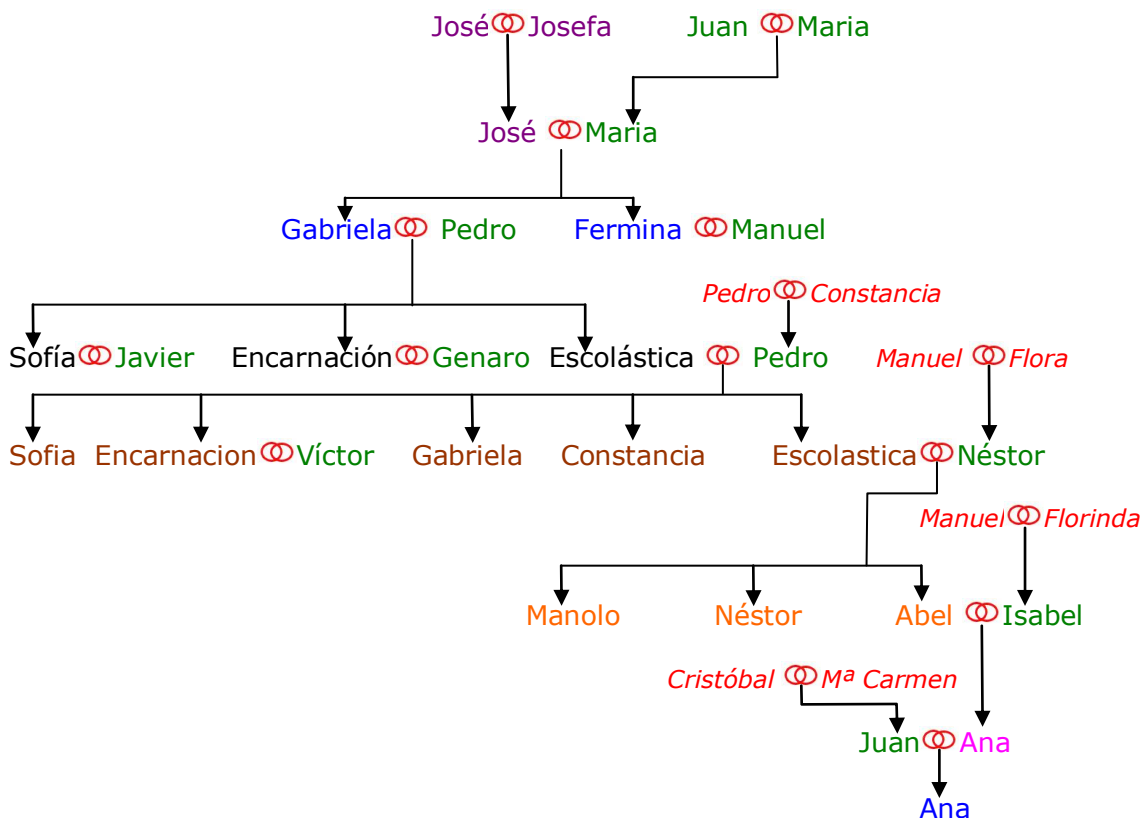 José Josefa Juan Maria
José Maria
Gabriela Pedro Fermina Manuel
Pedro Constancia
Sofía Javier Encarnación Genaro Escolástica Pedro Manuel Flora
Sofia Encarnacion Víctor Gabriela Constancia Escolastica Néstor
Manuel Florinda
Manolo Néstor Abel Isabel
Cristóbal Mª Carmen
Juan Ana
Ana